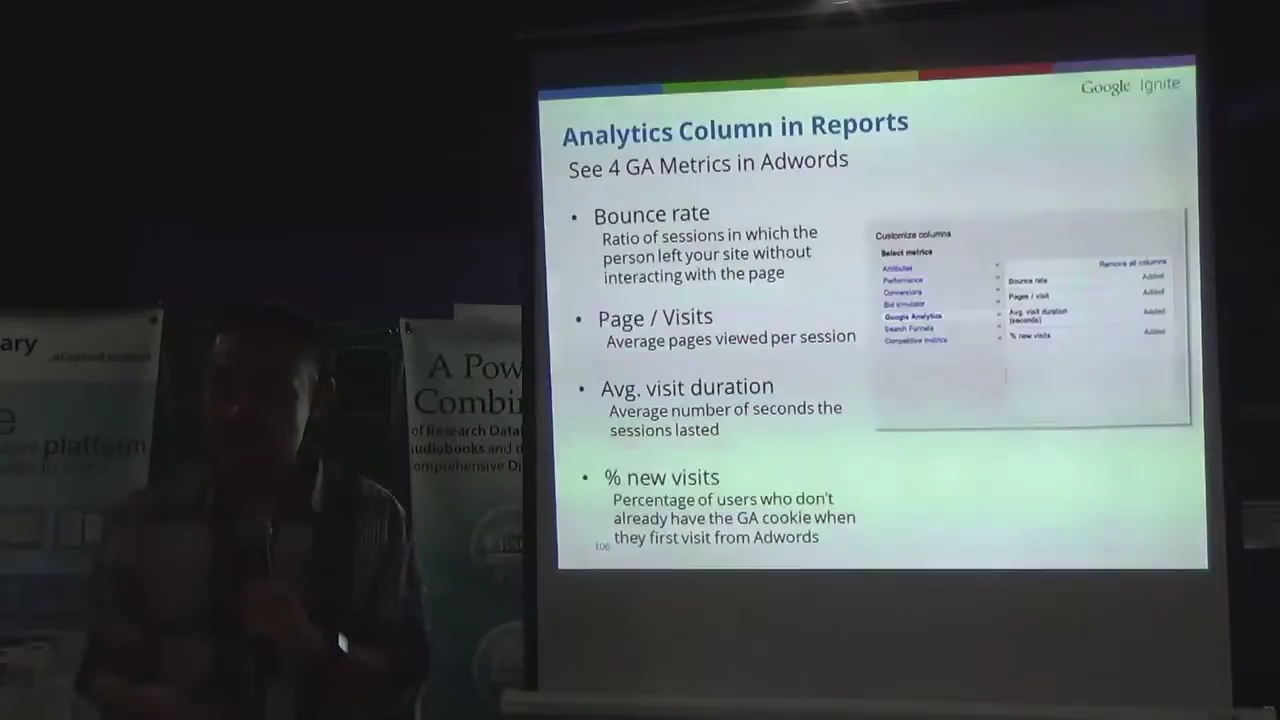 Google Ignite
Analytics Column in Reports
See 4 GA Metrics in Adwords
• Bounce rate
Ratio of sessions in which the
person left your site without
interacting with the page
• Page / Visits
Average pages viewed per session
• Avg. visit duration
Average number of seconds the
sessions lasted
• % new visits
Percentage of users who don't
already have the GA cookie when
they first visit from Adwords
106
Customize columns
Select metrics
Attributes
Performance
Conversions
Bid simulator
Google Analytics
Search Funnels
Competitive metrics
Remove all columns
Bounce rate Added
Pages / visit Added
Avg. visit duration
(seconds) Added
% new visits Added
ary
e
platform
A Pow
Combi
of Research Data
udiobooks and
omprehensive Di